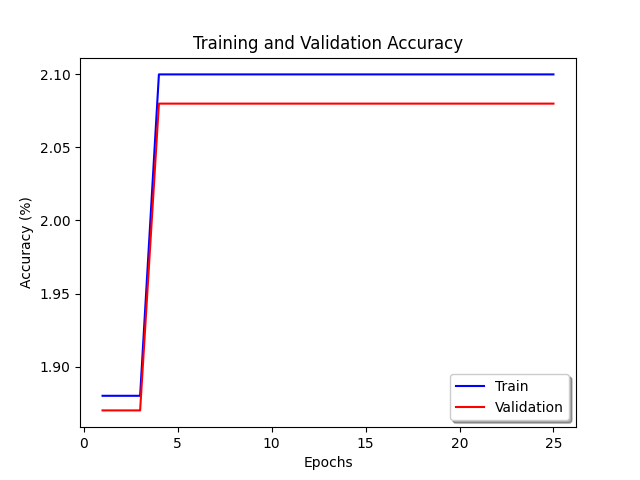 Training and Validation Accuracy
Accuracy (%)
2.10
2.05
2.00
1.95
1.90
0 5 10 15 20 25
Epochs
Train
Validation